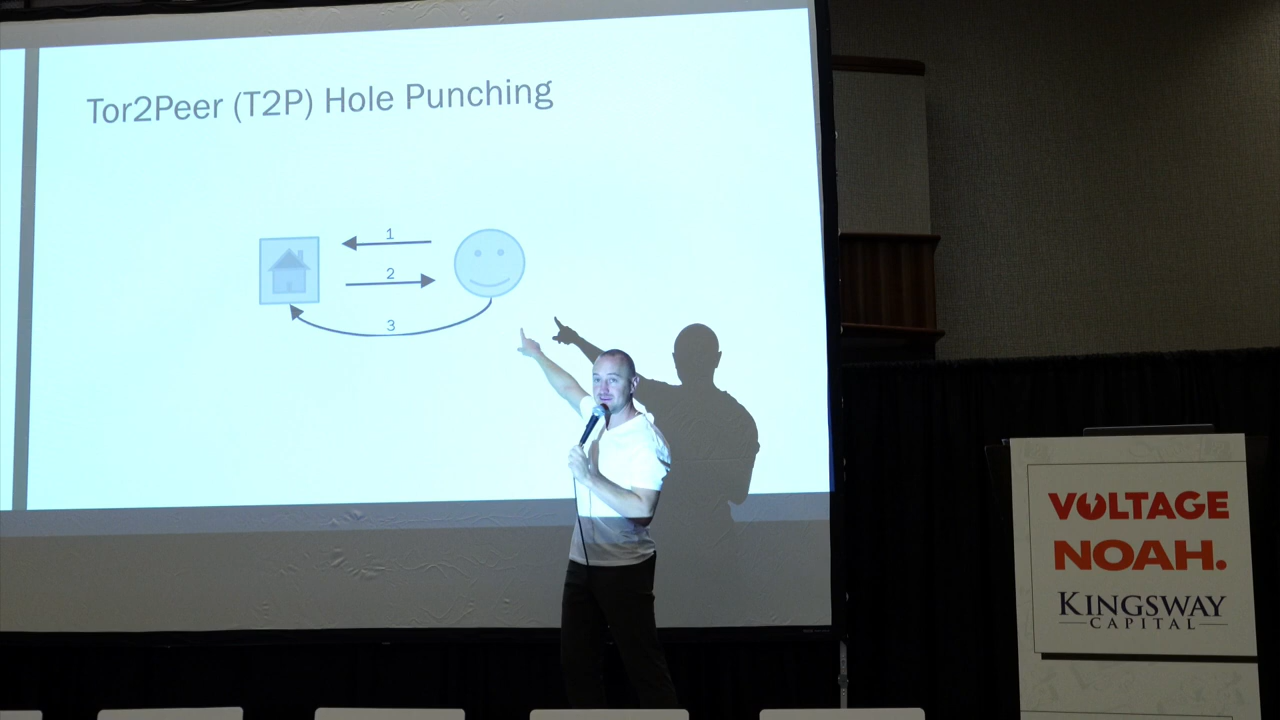 Tor2Peer (T2P) Hole Punching
1
2
3
VOLTAGE
NOAH.
KINGSWAY
CAPITAL